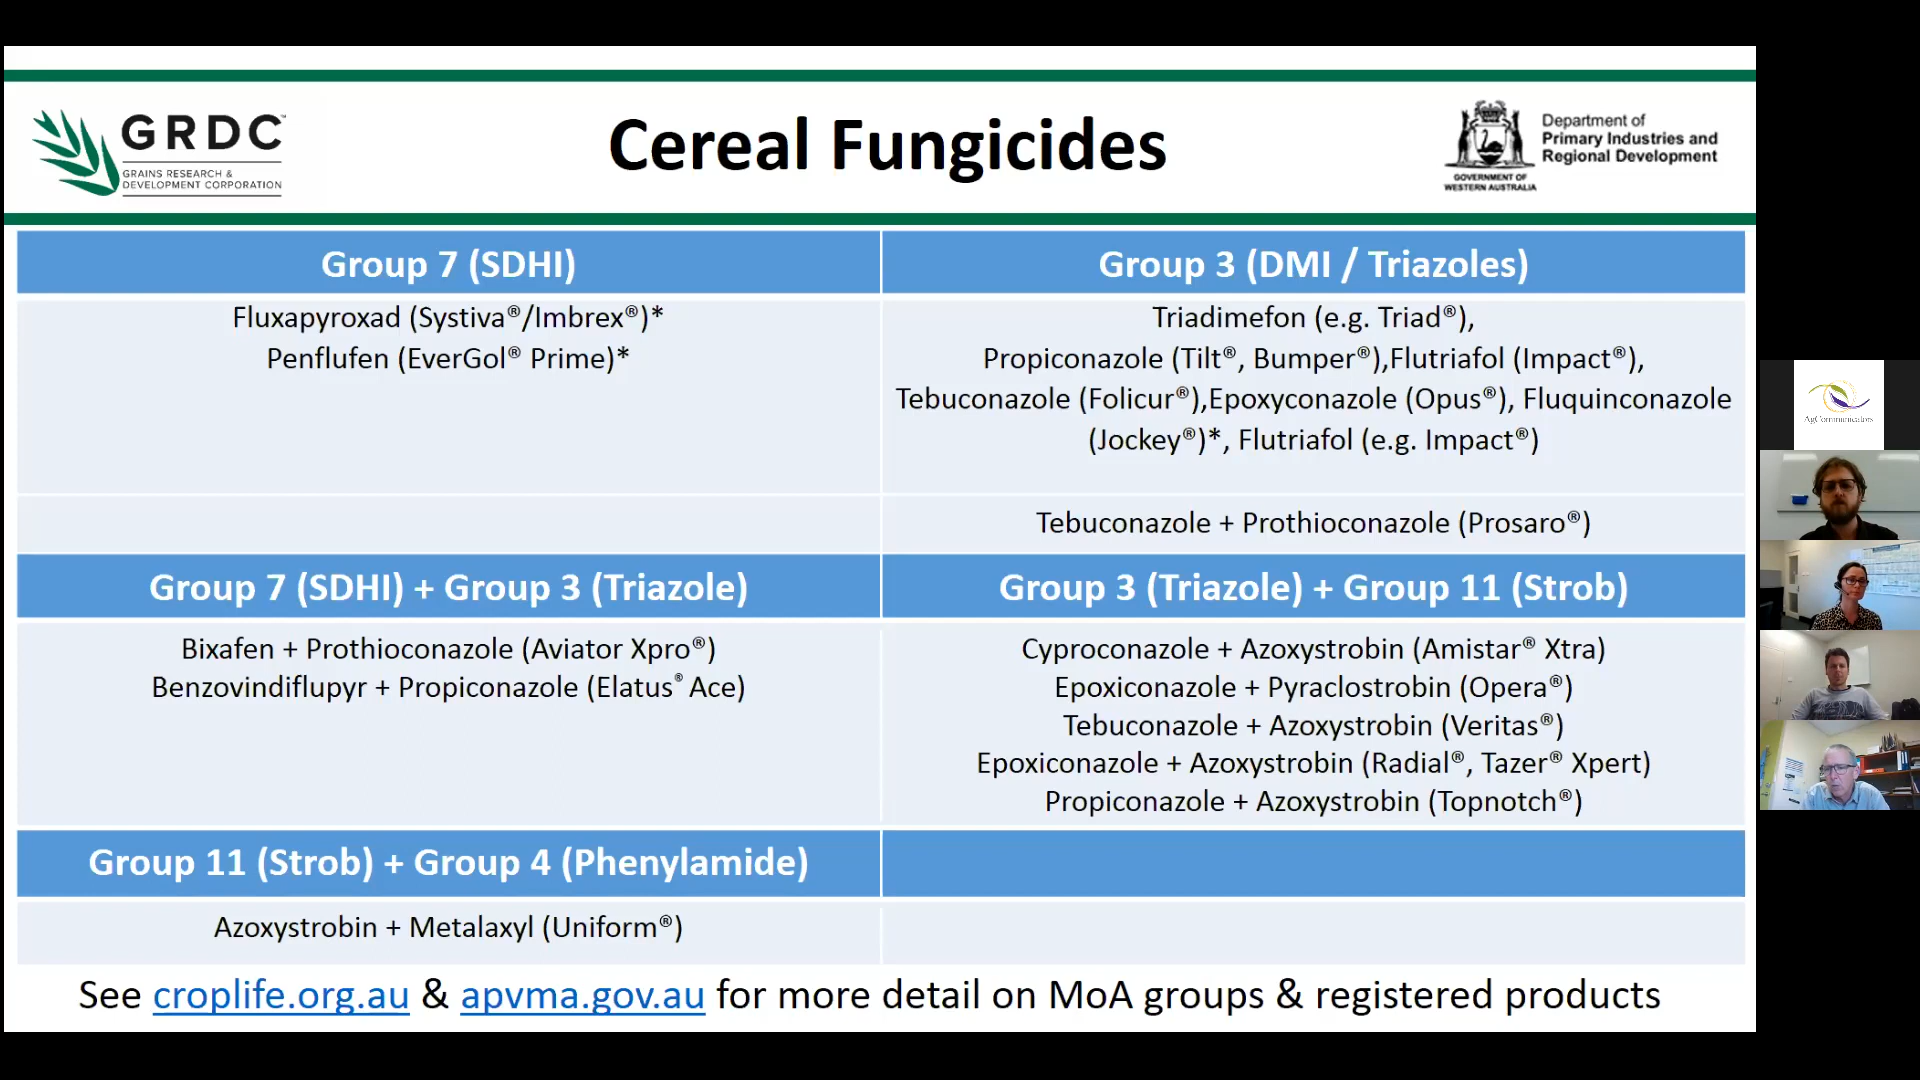 GRDC™
GRAINS RESEARCH &
DEVELOPMENT CORPORATION
Cereal Fungicides
Department of
Primary Industries and
Regional Development
GOVERNMENT OF
WESTERN AUSTRALIA
Group 7 (SDHI)
Fluxapyroxad (Systiva®/Imbrex®)*
Penflufen (EverGol® Prime)*
Group 3 (DMI / Triazoles)
Triadimefon (e.g. Triad®),
Propiconazole (Tilt®, Bumper®),Flutriafol (Impact®),
Tebuconazole (Folicur®),Epoxyconazole (Opus®), Fluquinconazole
(Jockey®)*, Flutriafol (e.g. Impact®)
Tebuconazole + Prothioconazole (Prosaro®)
Group 7 (SDHI) + Group 3 (Triazole)
Bixafen + Prothioconazole (Aviator Xpro®)
Benzovindiflupyr + Propiconazole (Elatus® Ace)
Group 3 (Triazole) + Group 11 (Strob)
Cyproconazole + Azoxystrobin (Amistar® Xtra)
Epoxiconazole + Pyraclostrobin (Opera®)
Tebuconazole + Azoxystrobin (Veritas®)
Epoxiconazole + Azoxystrobin (Radial®, Tazer® Xpert)
Propiconazole + Azoxystrobin (Topnotch®)
Group 11 (Strob) + Group 4 (Phenylamide)
Azoxystrobin + Metalaxyl (Uniform®)
See croplife.org.au & apvma.gov.au for more detail on MoA groups & registered products
AgCommunicators